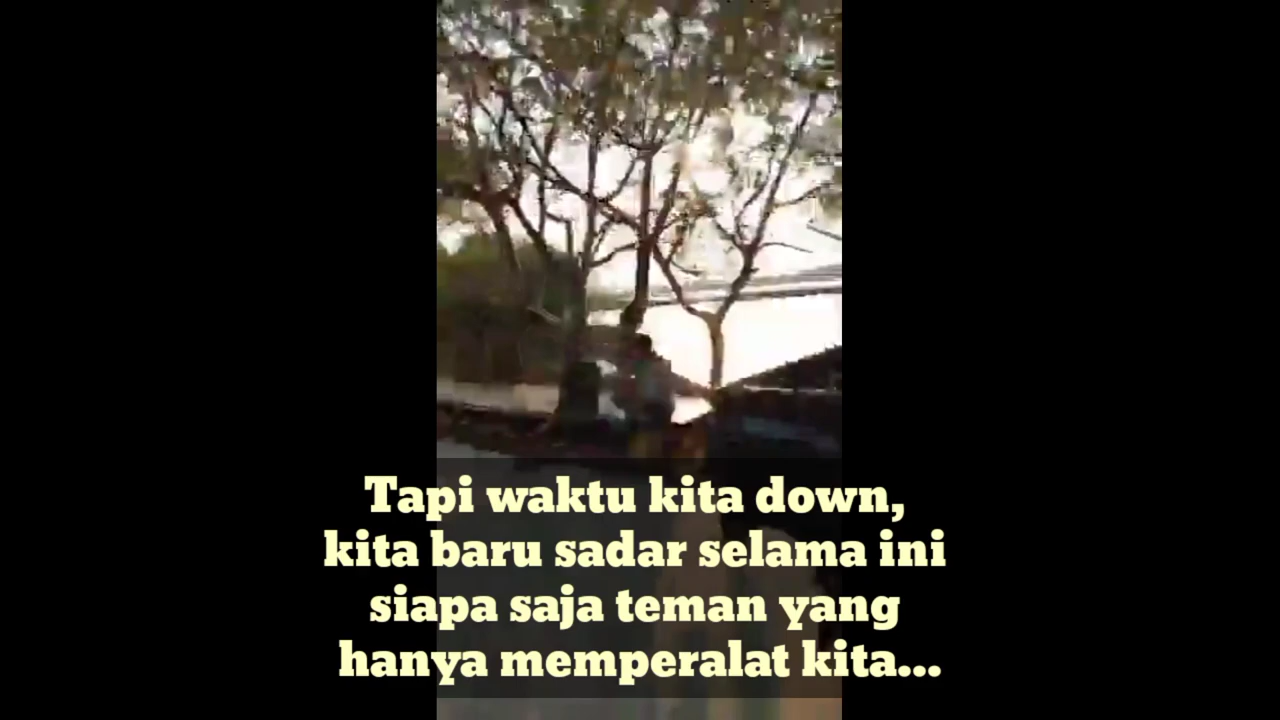 Tapi waktu kita down,
kita baru sadar selama ini
siapa saja teman yang
hanya memperalat kita...